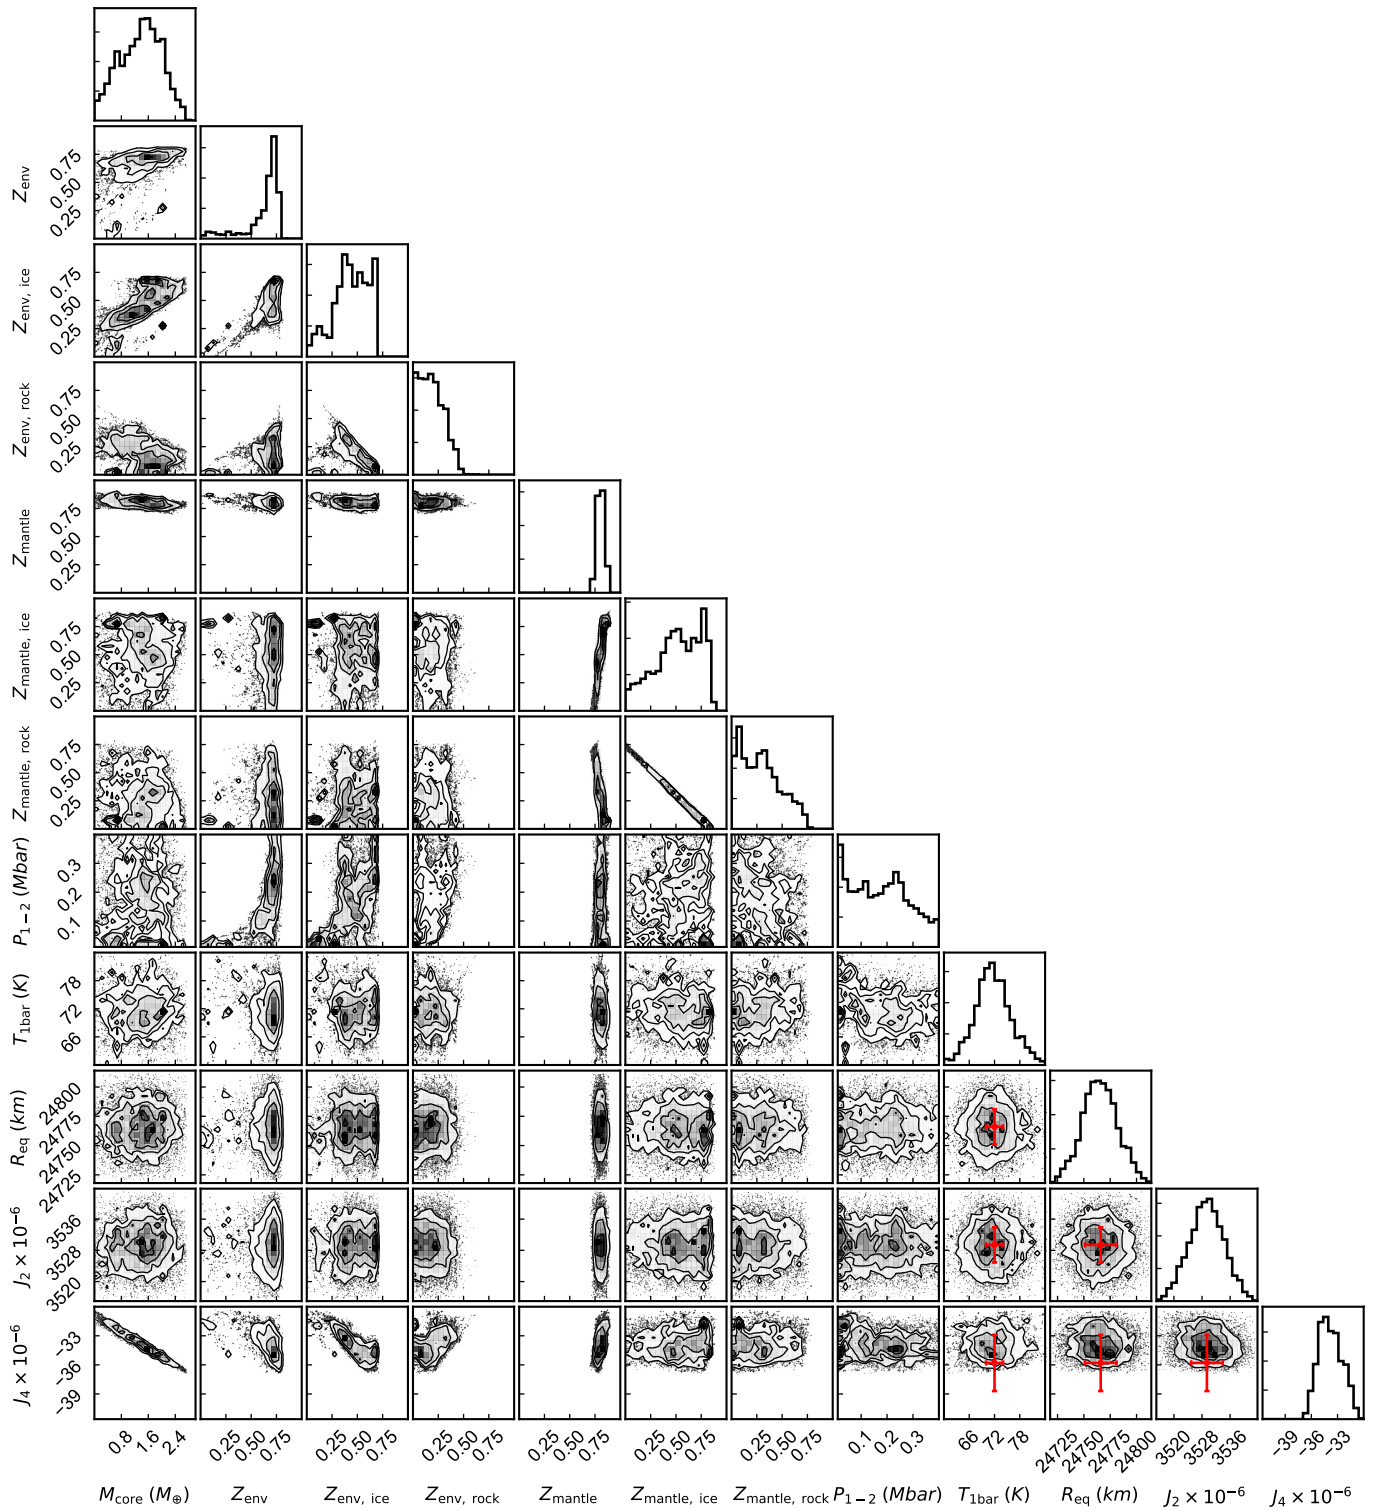 Z_env
0.75
0.50
0.25
Z_env, ice
0.75
0.50
0.25
Z_env, rock
0.75
0.50
0.25
Z_mantle
0.75
0.50
0.25
Z_mantle, ice
0.75
0.50
0.25
Z_mantle, rock
0.75
0.50
0.25
P_1−2 (Mbar)
0.3
0.2
0.1
T_1bar (K)
78
72
66
R_eq (km)
24800
24775
24750
24725
J_2 × 10^−6
3536
3528
3520
J_4 × 10^−6
−33
−36
−39
0.8 1.6 2.4 0.25 0.50 0.75 0.25 0.50 0.75 0.25 0.50 0.75 0.25 0.50 0.75 0.25 0.50 0.75 0.25 0.50 0.75 0.1 0.2 0.3 66 72 78 24725 24750 24775 24800 3520 3528 3536 −39 −36 −33
M_core (M_⊕) Z_env Z_env, ice Z_env, rock Z_mantle Z_mantle, ice Z_mantle, rock P_1−2 (Mbar) T_1bar (K) R_eq (km) J_2 × 10^−6 J_4 × 10^−6